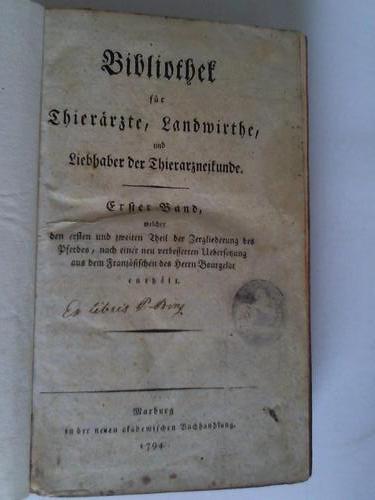 Bibliothek
für
Thierärzte, Landwirthe,
und
Liebhaber der Thierarzneikunde.
Erster Band,
welcher
den ersten und zweiten Theil der Zergliederung des
Pferdes, nach einer neu verbesserten Uebersetzung
aus dem Französischen des Herrn Bourgelat
enthält.
Ex libris P.
Marburg
in der neuen akademischen Buchhandlung.
1794